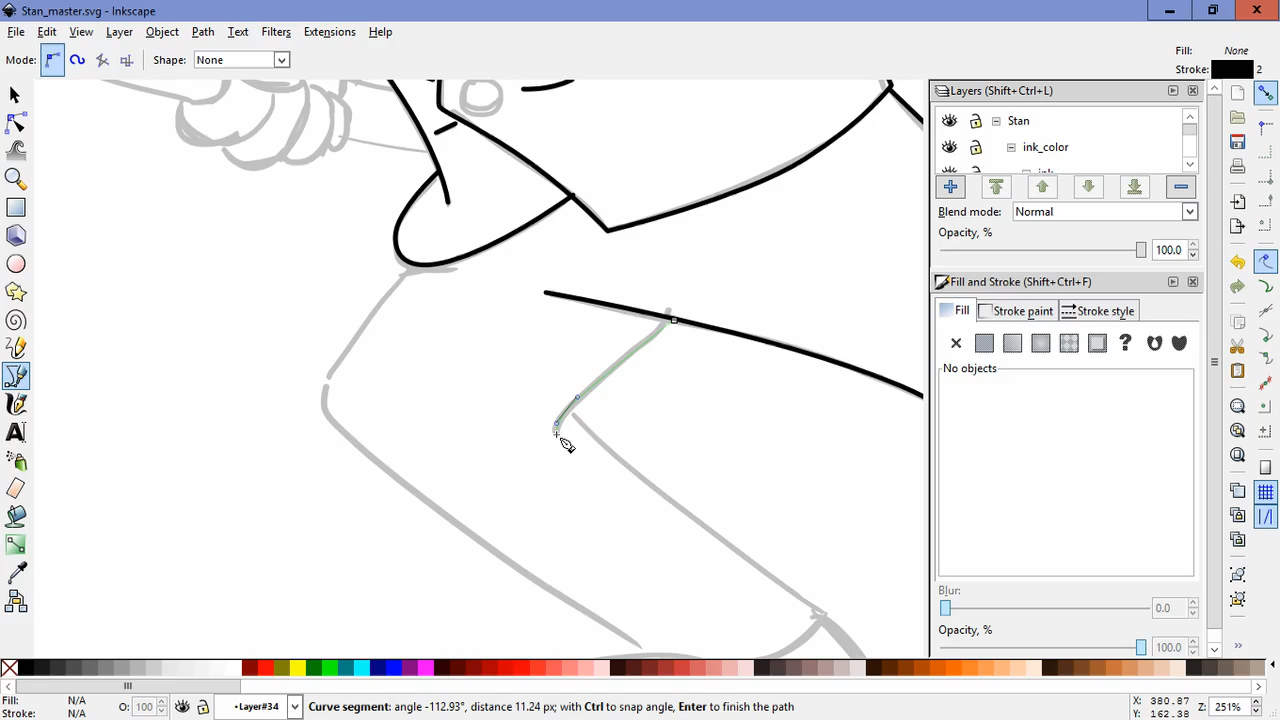 Stan_master.svg - Inkscape
File Edit View Layer Object Path Text Filters Extensions Help
Mode: Shape: None
Fill: None
Stroke: 2
Layers (Shift+Ctrl+L)
Stan
ink_color
Blend mode: Normal
Opacity, %
100.0
Fill and Stroke (Shift+Ctrl+F)
Fill Stroke paint Stroke style
No objects
Blur:
0.0
Opacity, %
100.0
Fill: N/A
Stroke: N/A
O: 100
•Layer#34
Curve segment: angle -112.93°, distance 11.24 px; with Ctrl to snap angle, Enter to finish the path
X: 380.87
Y: 162.38
Z: 251%